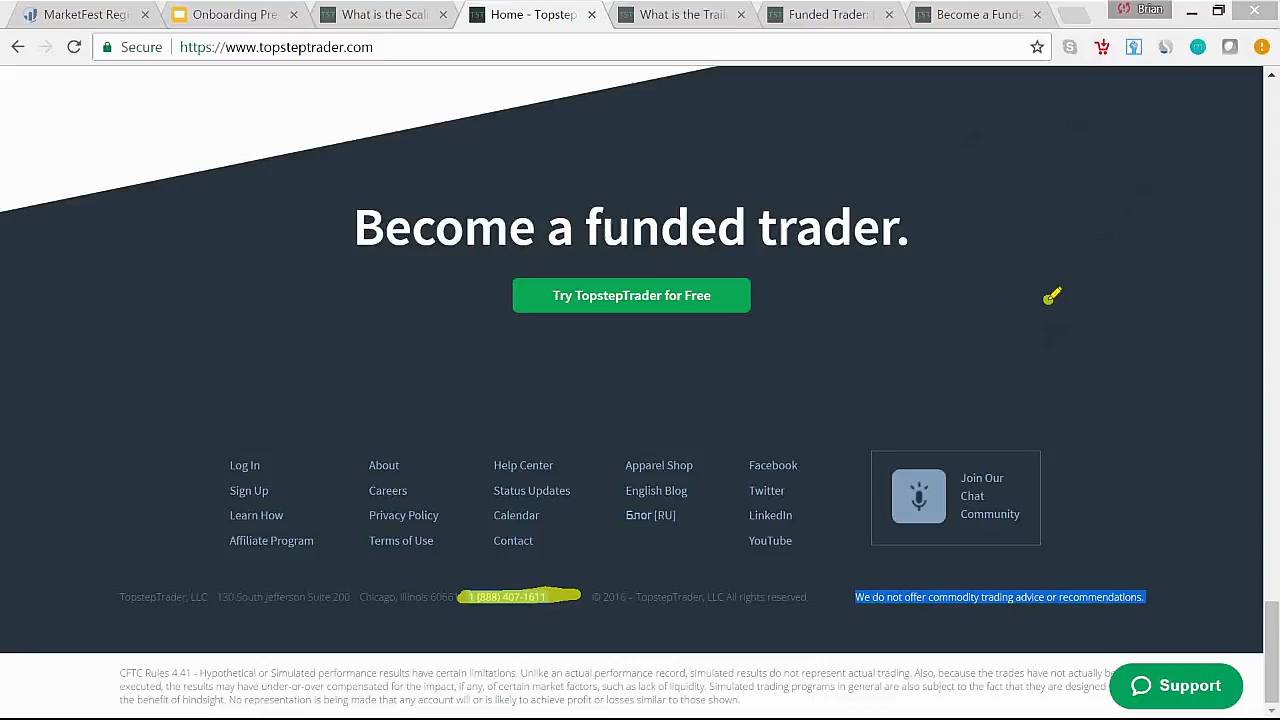 MarketFest Regi
Onboarding Pre
What is the Sca
Home - Topstep
What is the Trail
Funded Trader
Become a Funde
Brian
Secure
https://www.topsteptrader.com
Become a funded trader.
Try TopstepTrader for Free
Log In
About
Help Center
Apparel Shop
Facebook
Sign Up
Careers
Status Updates
English Blog
Twitter
Learn How
Privacy Policy
Calendar
Блог [RU]
LinkedIn
Affiliate Program
Terms of Use
Contact
YouTube
Join Our
Chat
Community
TopstepTrader, LLC 130 South Jefferson Suite 200 Chicago, Illinois 60661 1 (888) 407-1611 © 2016 – TopstepTrader, LLC All rights reserved. We do not offer commodity trading advice or recommendations.
CFTC Rules 4.41 - Hypothetical or Simulated performance results have certain limitations. Unlike an actual performance record, simulated results do not represent actual trading. Also, because the trades have not actually
executed, the results may have under-or-over compensated for the impact, if any, of certain market factors, such as lack of liquidity. Simulated trading programs in general are also subject to the fact that they are designed
the benefit of hindsight. No representation is being made that any account will or is likely to achieve profit or losses similar to those shown.
Support